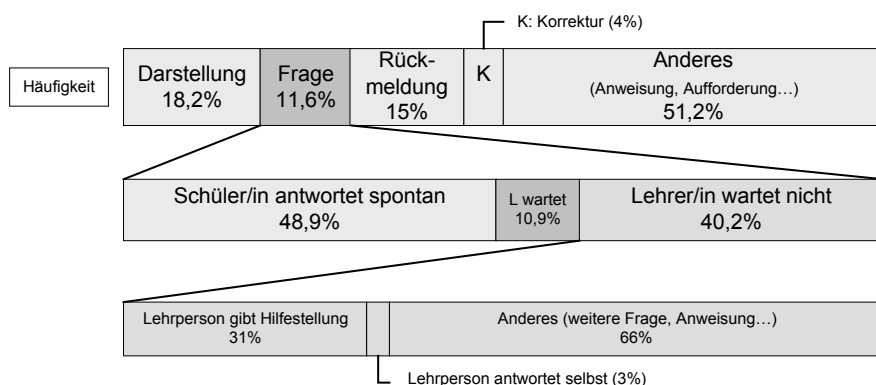 K: Korrektur (4%)
Häufigkeit
Darstellung
18,2%
Frage
11,6%
Rück-
meldung
15%
K
Anderes
(Anweisung, Aufforderung…)
51,2%
Schüler/in antwortet spontan
48,9%
L wartet
10,9%
Lehrer/in wartet nicht
40,2%
Lehrperson gibt Hilfestellung
31%
Anderes (weitere Frage, Anweisung…)
66%
Lehrperson antwortet selbst (3%)